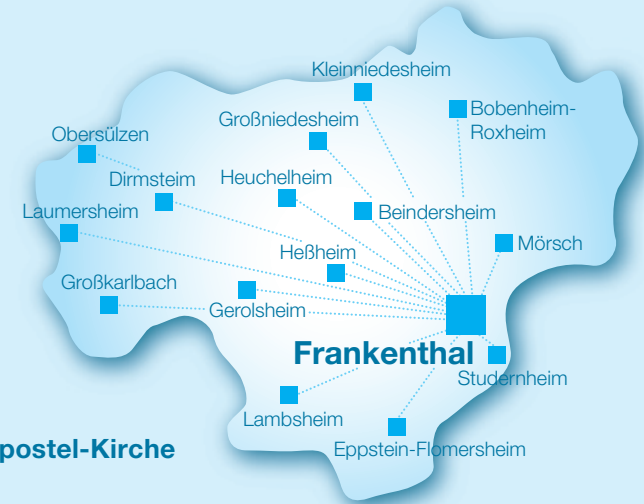 Kleinniedesheim
Bobenheim-
Roxheim
Großniedesheim
Obersülzen
Dirmsteim
Heuchelheim
Laumersheim
Beindersheim
Mörsch
Heßheim
Großkarlbach
Gerolsheim
Frankenthal
Studernheim
Lambsheim
Eppstein-Flomersheim
postel-Kirche